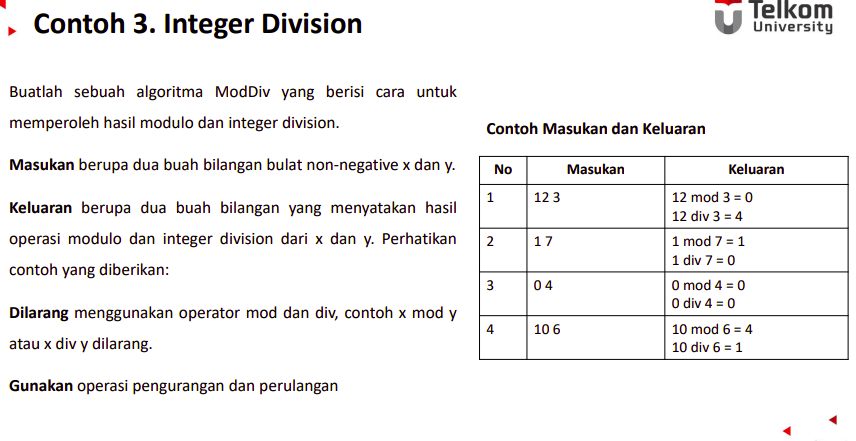 Contoh 3. Integer Division
Telkom
University
Buatlah sebuah algoritma ModDiv yang berisi cara untuk
memperoleh hasil modulo dan integer division.
Masukan berupa dua buah bilangan bulat non-negative x dan y.
Keluaran berupa dua buah bilangan yang menyatakan hasil
operasi modulo dan integer division dari x dan y. Perhatikan
contoh yang diberikan:
Dilarang menggunakan operator mod dan div, contoh x mod y
atau x div y dilarang.
Gunakan operasi pengurangan dan perulangan
Contoh Masukan dan Keluaran
No Masukan Keluaran
1 12 3 12 mod 3 = 0
12 div 3 = 4
2 1 7 1 mod 7 = 1
1 div 7 = 0
3 0 4 0 mod 4 = 0
0 div 4 = 0
4 10 6 10 mod 6 = 4
10 div 6 = 1